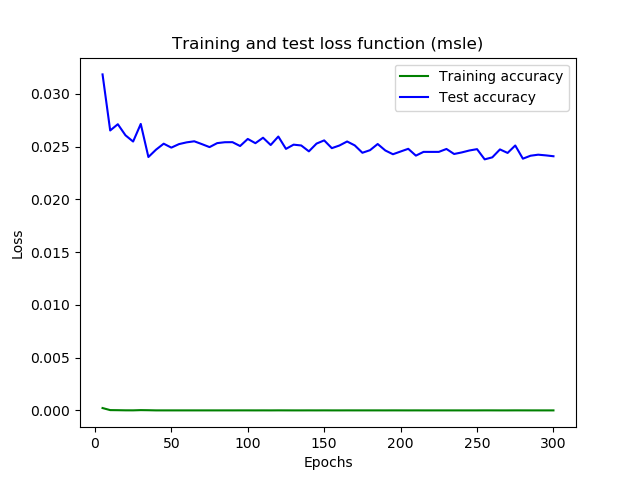 Training and test loss function (msle)
Training accuracy
Test accuracy
0.030
0.025
0.020
0.015
0.010
0.005
0.000
Loss
0 50 100 150 200 250 300
Epochs